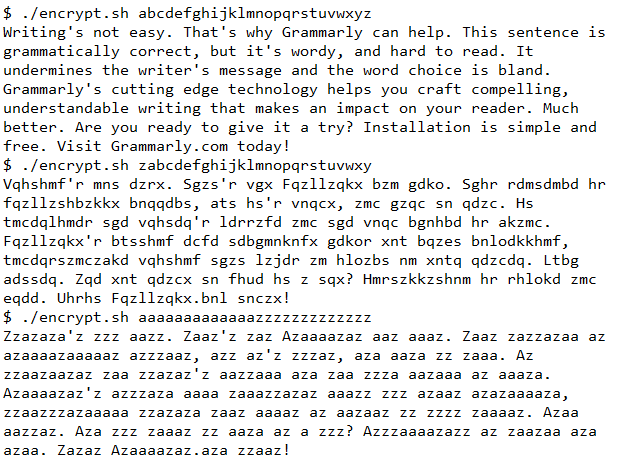 $ ./encrypt.sh abcdefghijklmnopqrstuvwxyz
Writing's not easy. That's why Grammarly can help. This sentence is
grammatically correct, but it's wordy, and hard to read. It
undermines the writer's message and the word choice is bland.
Grammarly's cutting edge technology helps you craft compelling,
understandable writing that makes an impact on your reader. Much
better. Are you ready to give it a try? Installation is simple and
free. Visit Grammarly.com today!
$ ./encrypt.sh zabcdefghijklmnopqrstuvwxy
Vqhshmf'r mns dzrx. Sgzs'r vgx Fqzllzqkx bzm gdko. Sghr rdmsdmbd hr
fqzllzshbzkkx bnqqdbs, ats hs'r vnqcx, zmc gzqc sn qdzc. Hs
tmcdqlhmdr sgd vqhsdq'r ldrrzfd zmc sgd vnqc bgnhbd hr akzmc.
Fqzllzqkx'r btsshmf dcfd sdbgmnknfx gdkor xnt bqzes bnlodkkhmf,
tmcdqrszmczakd vqhshmf sgzs lzjdr zm hlozbs nm xntq qdzcdq. Ltbg
adssdq. Zqd xnt qdzcx sn fhud hs z sqx? Hmrszkkzshnm hr rhlokd zmc
eqdd. Uhrhs Fqzllzqkx.bnl snczx!
$ ./encrypt.sh aaaaaaaaaaaaazzzzzzzzzzzzz
Zzazaza'z zzz aazz. Zaaz'z zaz Azaaaazaz aaz aaaz. Zaaz zazzazaa az
azaaaazaaaaaz azzzaaz, azz az'z zzzaz, aza aaza zz zaaa. Az
zzaazaazaz zaa zzazaz'z aazzaaa aza zaa zzza aazaaa az aaaza.
Azaaaazaz'z azzzaza aaaa zaaazzazaz aaazz zzz azaaz azazaaaaza,
zzaazzzazaaaaa zzazaza zaaz aaaaz az aazaaz zz zzzz zaaaaz. Azaa
aazzaz. Aza zzz zaaaz zz aaza az a zzz? Azzzaaaazazz az zaazaa aza
azaa. Zazaz Azaaaazaz.aza zzaaz!